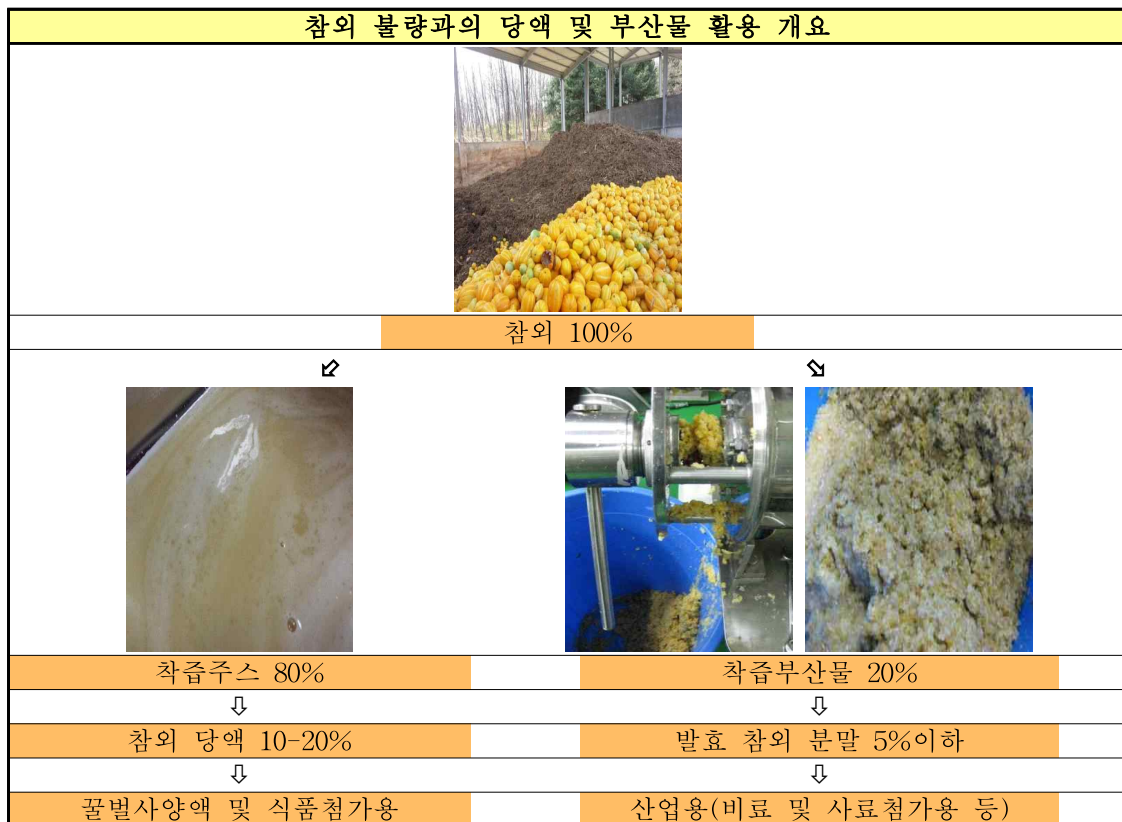 참외 불량과의 당액 및 부산물 활용 개요
참외 100%
착즙주스 80%
착즙부산물 20%
참외 당액 10-20%
발효 참외 분말 5%이하
꿀벌사양액 및 식품첨가용
산업용(비료 및 사료첨가용 등)